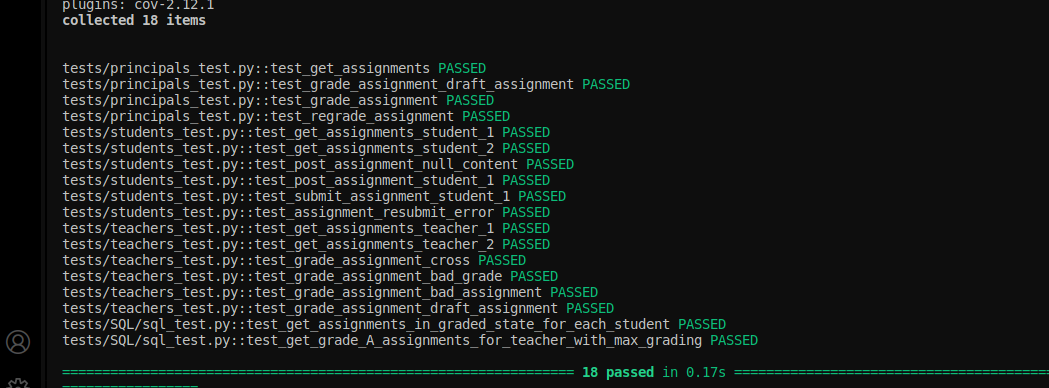 plugins: cov-2.12.1
collected 18 items
tests/principals_test.py::test_get_assignments PASSED
tests/principals_test.py::test_grade_assignment_draft_assignment PASSED
tests/principals_test.py::test_grade_assignment PASSED
tests/principals_test.py::test_regrade_assignment PASSED
tests/students_test.py::test_get_assignments_student_1 PASSED
tests/students_test.py::test_get_assignments_student_2 PASSED
tests/students_test.py::test_post_assignment_null_content PASSED
tests/students_test.py::test_post_assignment_student_1 PASSED
tests/students_test.py::test_submit_assignment_student_1 PASSED
tests/students_test.py::test_assignment_resubmit_error PASSED
tests/teachers_test.py::test_get_assignments_teacher_1 PASSED
tests/teachers_test.py::test_get_assignments_teacher_2 PASSED
tests/teachers_test.py::test_grade_assignment_cross PASSED
tests/teachers_test.py::test_grade_assignment_bad_grade PASSED
tests/teachers_test.py::test_grade_assignment_bad_assignment PASSED
tests/teachers_test.py::test_grade_assignment_draft_assignment PASSED
tests/SQL/sql_test.py::test_get_assignments_in_graded_state_for_each_student PASSED
tests/SQL/sql_test.py::test_get_grade_A_assignments_for_teacher_with_max_grading PASSED
================================================================ 18 passed in 0.17s ========================================
=================